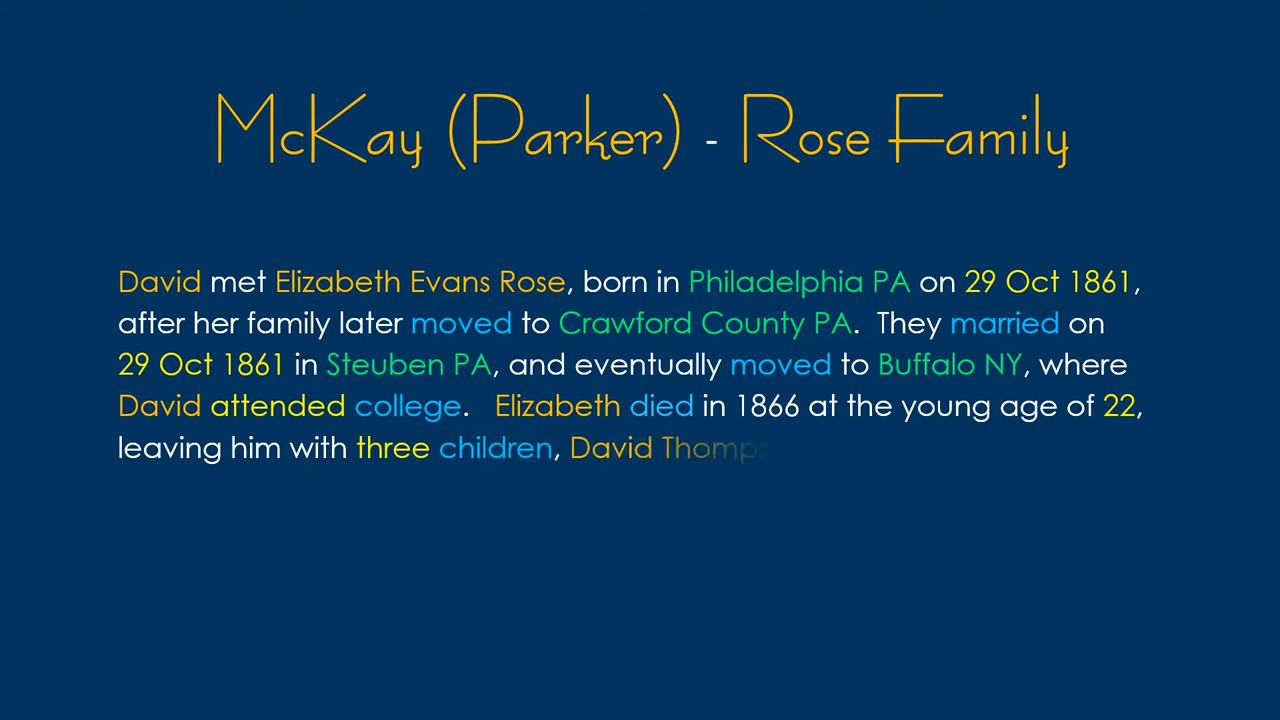 McKay (Parker) - Rose Family
David met Elizabeth Evans Rose, born in Philadelphia PA on 29 Oct 1861,
after her family later moved to Crawford County PA.  They married on
29 Oct 1861 in Steuben PA, and eventually moved to Buffalo NY, where
David attended college.   Elizabeth died in 1866 at the young age of 22,
leaving him with three children, David